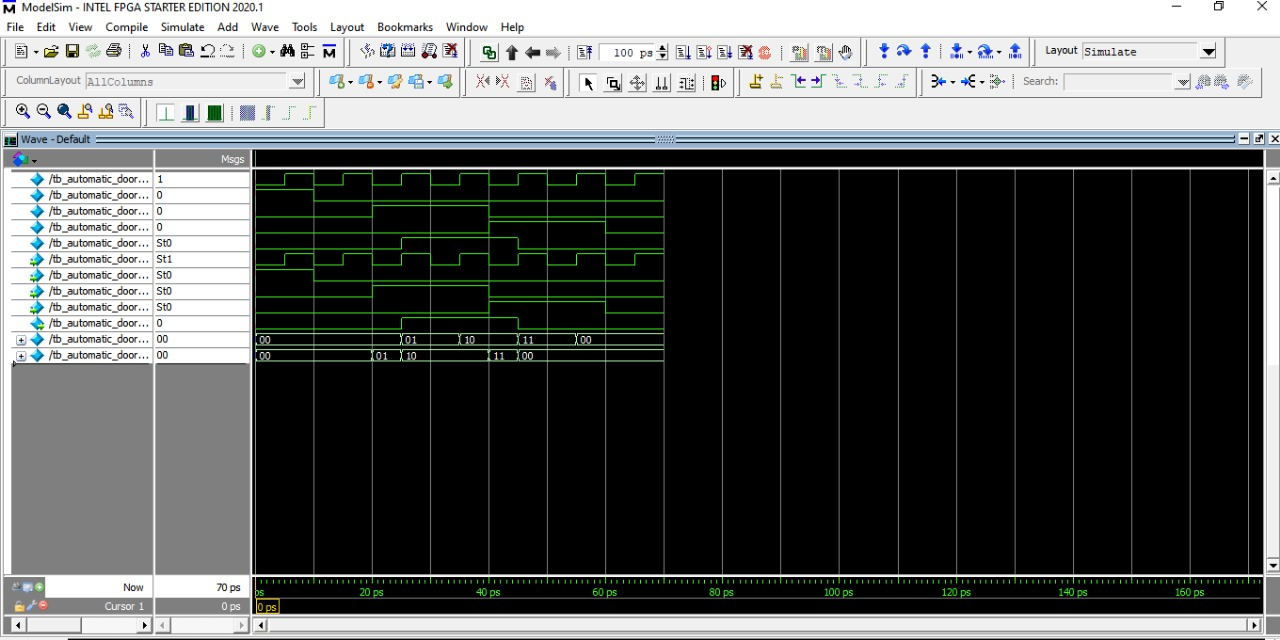 ModelSim - INTEL FPGA STARTER EDITION 2020.1
File Edit View Compile Simulate Add Wave Tools Layout Bookmarks Window Help
100 ps
Layout Simulate
ColumnLayout AllColumns
Search:
Wave - Default
Msgs
/tb_automatic_door... 1
/tb_automatic_door... 0
/tb_automatic_door... 0
/tb_automatic_door... 0
/tb_automatic_door... St0
/tb_automatic_door... St1
/tb_automatic_door... St0
/tb_automatic_door... St0
/tb_automatic_door... St0
/tb_automatic_door... 0
/tb_automatic_door... 00 00 01 10 11 00
/tb_automatic_door... 00 00 01 10 11 00
Now 70 ps ps 20 ps 40 ps 60 ps 80 ps 100 ps 120 ps 140 ps 160 ps
Cursor 1 0 ps 0 ps